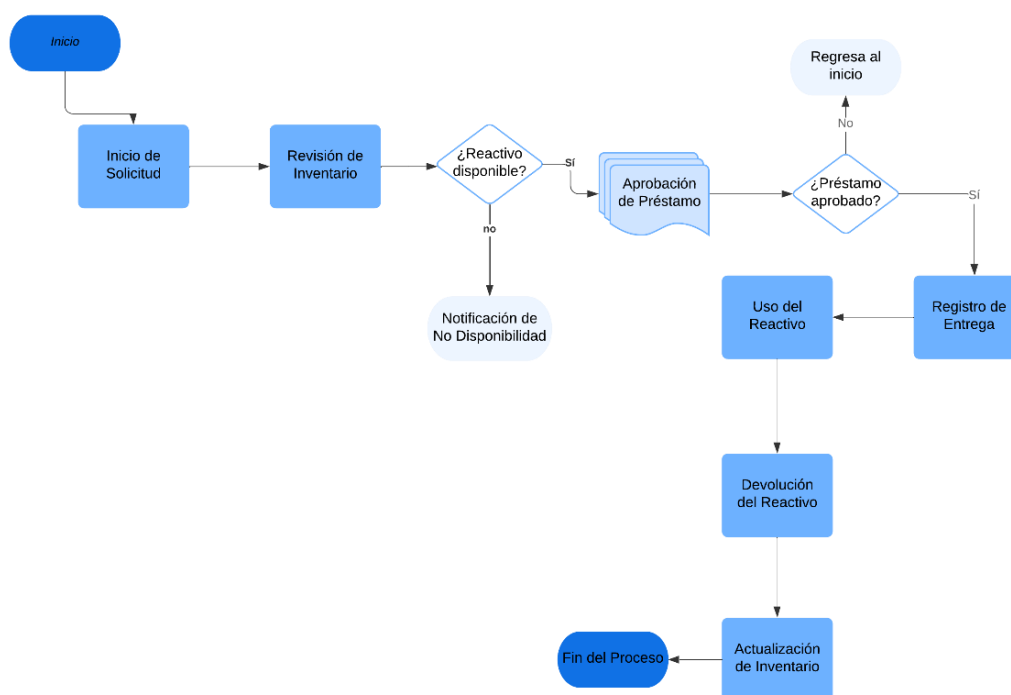 Inicio
Inicio de
Solicitud
Revisión de
Inventario
¿Reactivo
disponible?
Sí
no
Notificación de
No Disponibilidad
Aprobación
de Préstamo
¿Préstamo
aprobado?
No
Regresa al
inicio
Sí
Registro de
Entrega
Uso del
Reactivo
Devolución
del Reactivo
Actualización
de Inventario
Fin del Proceso